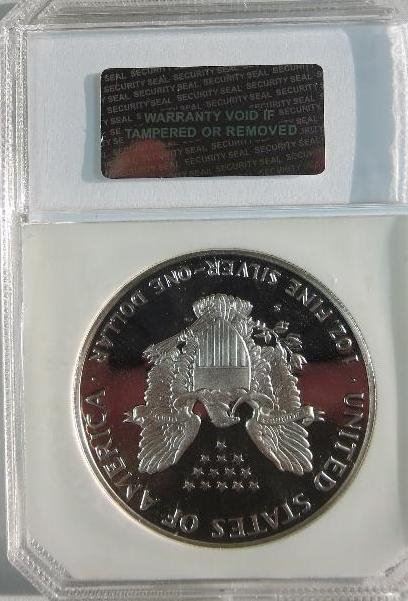 SEAL SECURITY SEAL SECURITY SEAL SECURITY SEAL
WARRANTY VOID IF
TAMPERED OR REMOVED
SECURITY SEAL SECURITY SEAL SECURITY SEAL
UNITED STATES OF AMERICA
1 OZ. FINE SILVER~ONE DOLLAR